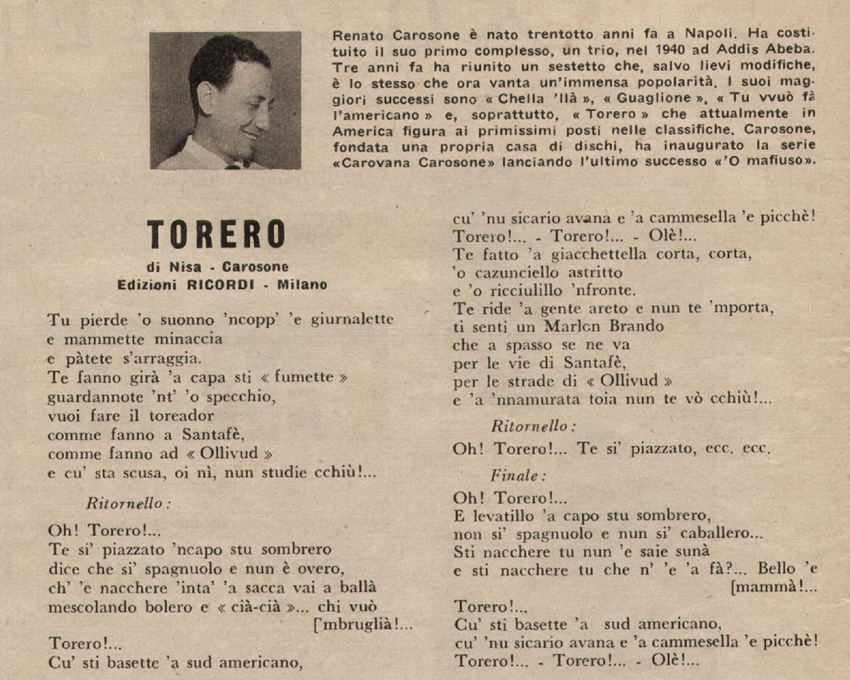 Renato Carosone è nato trentotto anni fa a Napoli. Ha costi-
tuito il suo primo complesso, un trio, nel 1940 ad Addis Abeba.
Tre anni fa ha riunito un sestetto che, salvo lievi modifiche,
è lo stesso che ora vanta un'immensa popolarità. I suoi mag-
giori successi sono « Chella 'llà », « Guaglione », « Tu vvuò fà
l'americano » e, soprattutto, « Torero » che attualmente in
America figura ai primissimi posti nelle classifiche. Carosone,
fondata una propria casa di dischi, ha inaugurato la serie
«Carovana Carosone» lanciando l'ultimo successo «'O mafiuso».
TORERO
di Nisa - Carosone
Edizioni RICORDI - Milano
Tu pierde 'o suonno 'ncopp' 'e giurnalette
e mammette minaccia
e pàtete s'arraggia.
Te fanno girà 'a capa sti « fumette »
guardannote 'nt' 'o specchio,
vuoi fare il toreador
comme fanno a Santafè,
comme fanno ad « Ollivud »
e cu' sta scusa, oi nì, nun studie cchiù!...
Ritornello:
Oh! Torero!...
Te si' piazzato 'ncapo stu sombrero
dice che si' spagnuolo e nun è overo,
ch' 'e nacchere 'inta' 'a sacca vai a ballà
mescolando bolero e « cià-cià »... chi vuò
['mbruglià!...
Torero!...
Cu' sti basette 'a sud americano,
cu' 'nu sicario avana e 'a cammesella 'e picchè!
Torero!... - Torero!... - Olè!...
Te fatto 'a giacchettella corta, corta,
'o cazunciello astritto
e 'o ricciulillo 'nfronte.
Te ride 'a gente areto e nun te 'mporta,
ti senti un Marlon Brando
che a spasso se ne va
per le vie di Santafè,
per le strade di « Ollivud »
e 'a 'nnamurata toia nun te vò cchiù!...
Ritornello:
Oh! Torero!... Te si' piazzato, ecc. ecc.
Finale:
Oh! Torero!...
E levatillo 'a capo stu sombrero,
non si' spagnuolo e nun si' caballero...
Sti nacchere tu nun 'e saie sunà
e sti nacchere tu che n' 'e 'a fà?... Bello 'e
[mammà!...
Torero!...
Cu' sti basette 'a sud americano,
cu' 'nu sicario avana e 'a cammesella 'e picchè!
Torero!... - Torero!... - Olè!...